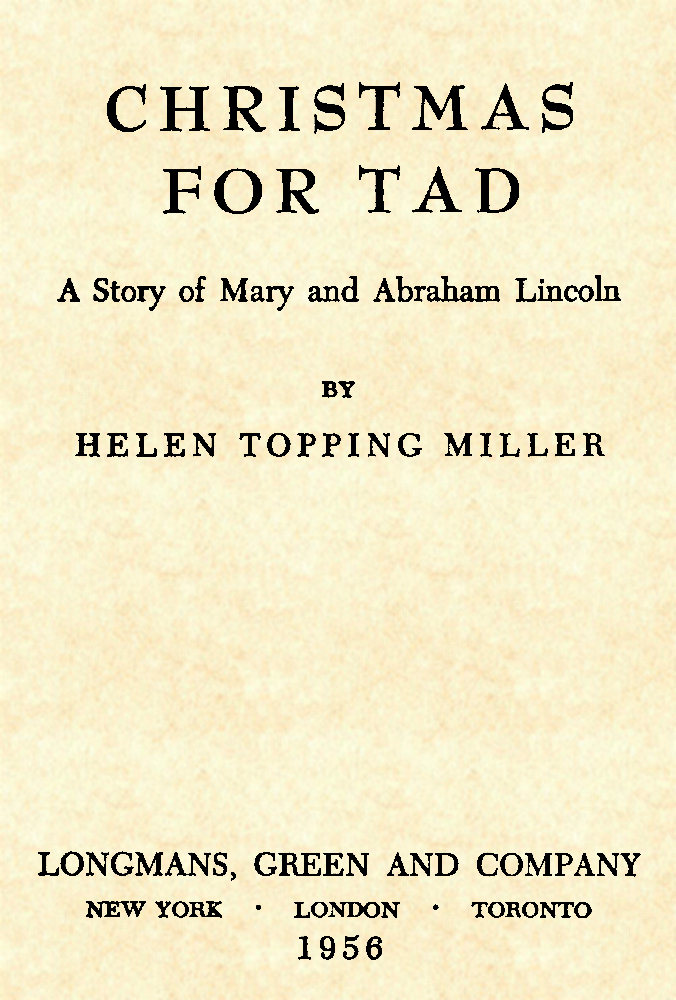 CHRISTMAS
FOR TAD
A Story of Mary and Abraham Lincoln
BY
HELEN TOPPING MILLER
LONGMANS, GREEN AND COMPANY
NEW YORK · LONDON · TORONTO
1956